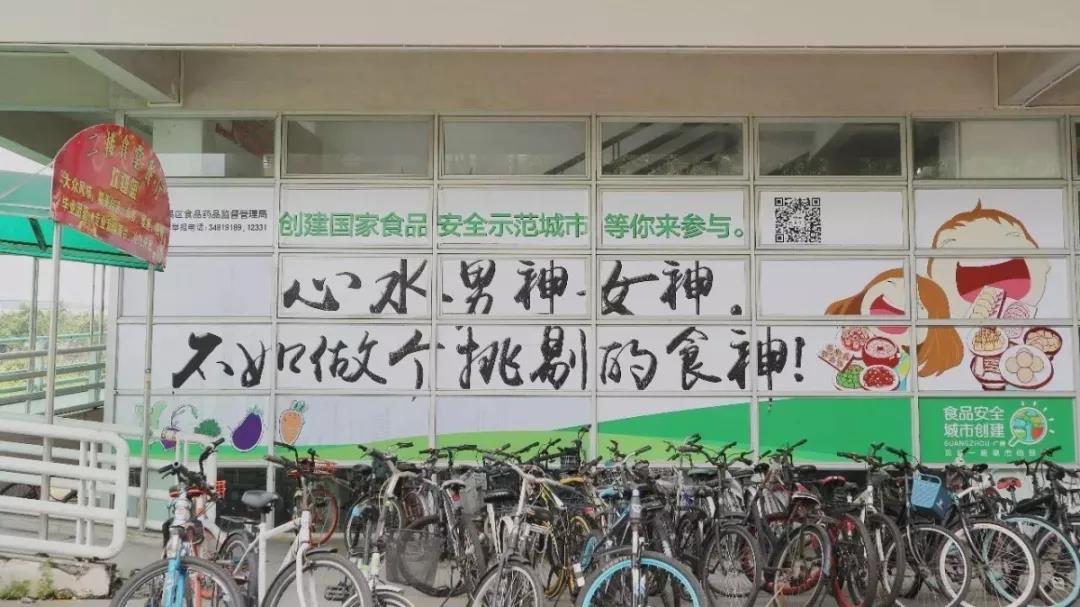 区食品药品监督管理局
举报电话：34819189, 12331
创建国家食品安全示范城市 等你来参与。
心水男神、女神，
不如做个挑剔的食神！
食品安全
城市创建
GUANGZHOU·广州